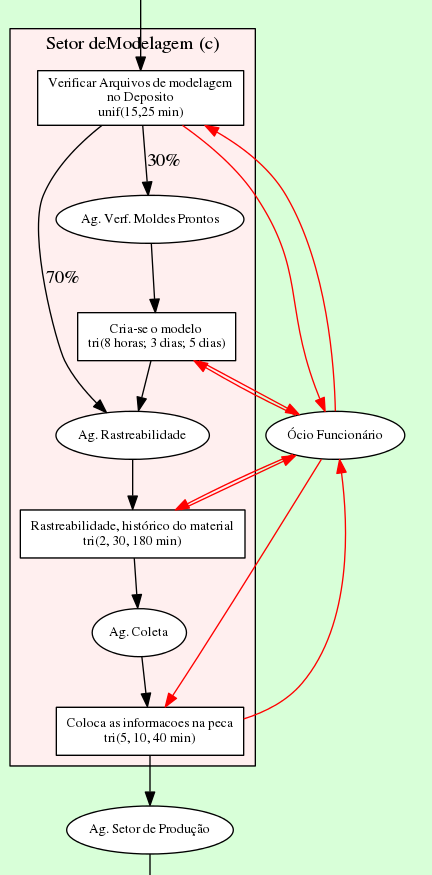 Setor deModelagem (c)
Verificar Arquivos de modelagem
no Deposito
unif(15,25 min)
30%
Ag. Verf. Moldes Prontos
70%
Cria-se o modelo
tri(8 horas; 3 dias; 5 dias)
Ag. Rastreabilidade
Ócio Funcionário
Rastreabilidade, histórico do material
tri(2, 30, 180 min)
Ag. Coleta
Coloca as informacoes na peca
tri(5, 10, 40 min)
Ag. Setor de Produção